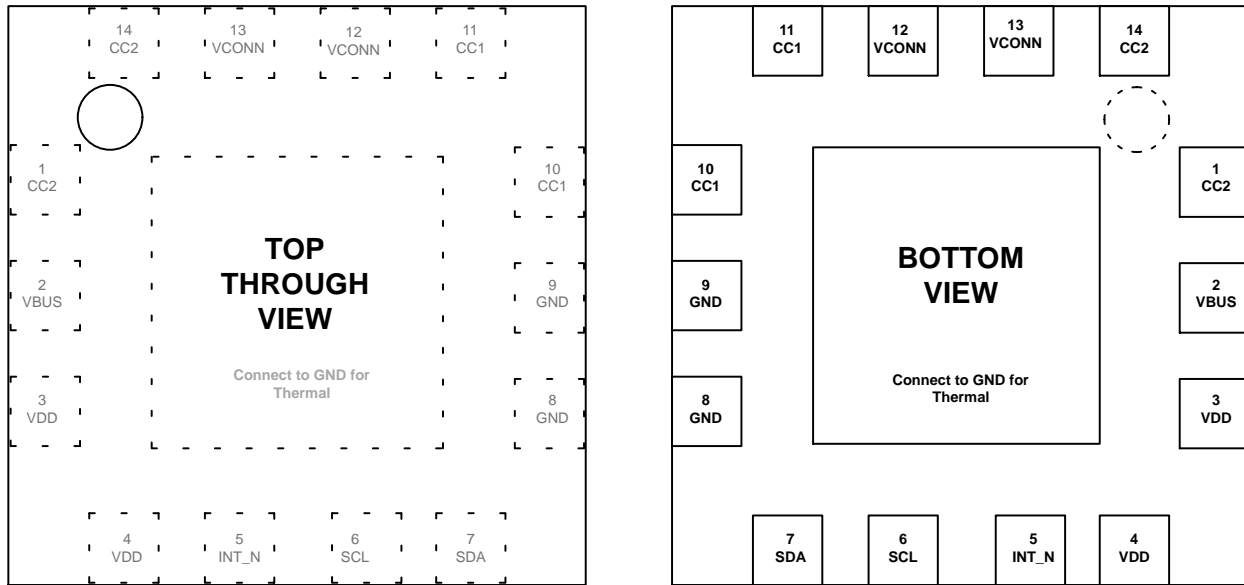 14
CC2
13
VCONN
12
VCONN
11
CC1
1
CC2
10
CC1
TOP
THROUGH
VIEW
2
VBUS
9
GND
Connect to GND for
Thermal
3
VDD
8
GND
4
VDD
5
INT_N
6
SCL
7
SDA
11
CC1
12
VCONN
13
VCONN
14
CC2
10
CC1
1
CC2
BOTTOM
VIEW
9
GND
2
VBUS
Connect to GND for
Thermal
8
GND
3
VDD
7
SDA
6
SCL
5
INT_N
4
VDD